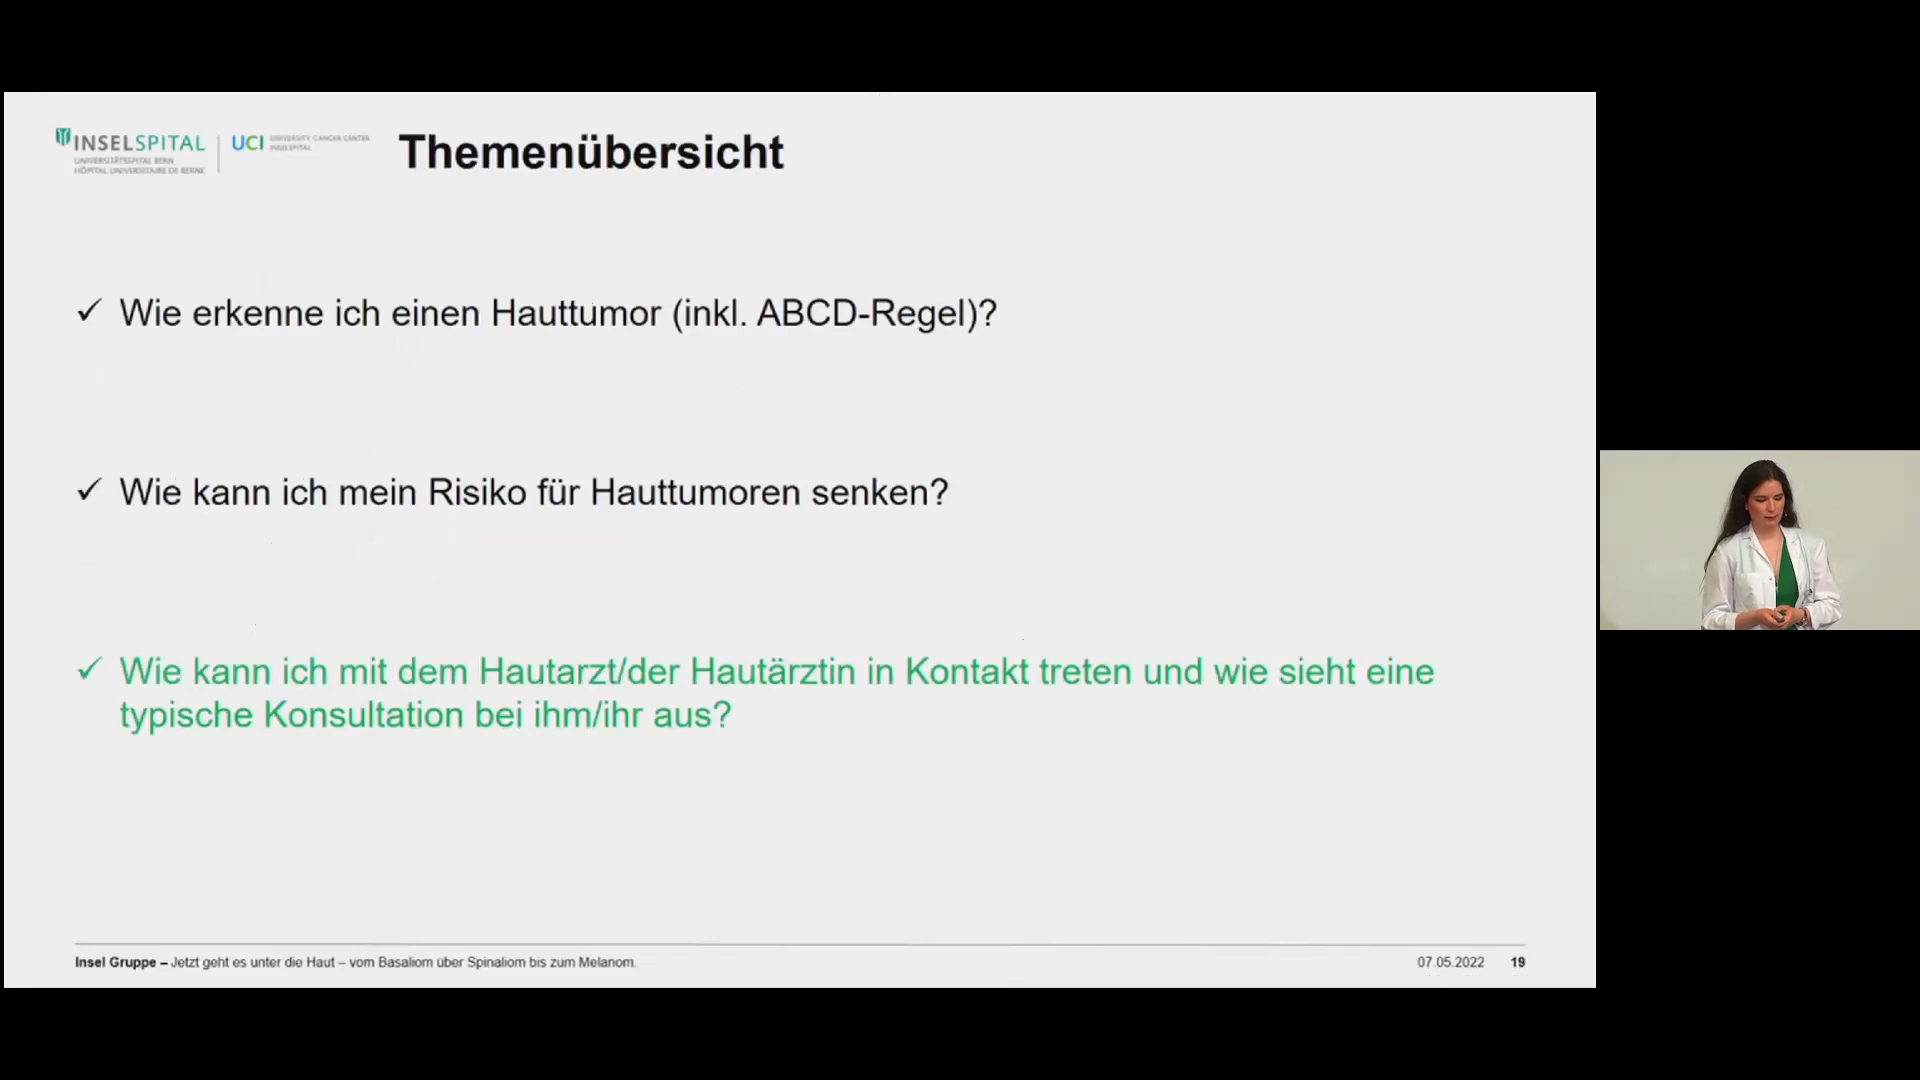 INSELSPITAL
UNIVERSITÄTSSPITAL BERN
HÔPITAL UNIVERSITAIRE DE BERNE
UCI UNIVERSITY CANCER CENTER
INSELSPITAL
Themenübersicht
✓ Wie erkenne ich einen Hauttumor (inkl. ABCD-Regel)?
✓ Wie kann ich mein Risiko für Hauttumoren senken?
✓ Wie kann ich mit dem Hautarzt/der Hautärztin in Kontakt treten und wie sieht eine
typische Konsultation bei ihm/ihr aus?
Insel Gruppe – Jetzt geht es unter die Haut – vom Basaliom über Spinaliom bis zum Melanom.
07.05.2022 19